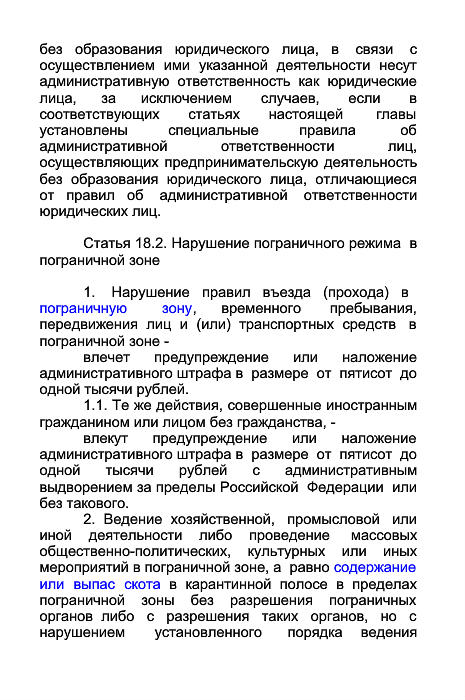 без образования юридического лица, в связи с
осуществлением ими указанной деятельности несут
административную ответственность как юридические
лица, за исключением случаев, если в
соответствующих статьях настоящей главы
установлены специальные правила об
административной ответственности лиц,
осуществляющих предпринимательскую деятельность
без образования юридического лица, отличающиеся
от правил об административной ответственности
юридических лиц.
Статья 18.2. Нарушение пограничного режима в
пограничной зоне
1. Нарушение правил въезда (прохода) в
пограничную зону, временного пребывания,
передвижения лиц и (или) транспортных средств в
пограничной зоне -
влечет предупреждение или наложение
административного штрафа в размере от пятисот до
одной тысячи рублей.
1.1. Те же действия, совершенные иностранным
гражданином или лицом без гражданства, -
влекут предупреждение или наложение
административного штрафа в размере от пятисот до
одной тысячи рублей с административным
выдворением за пределы Российской Федерации или
без такового.
2. Ведение хозяйственной, промысловой или
иной деятельности либо проведение массовых
общественно-политических, культурных или иных
мероприятий в пограничной зоне, а равно содержание
или выпас скота в карантинной полосе в пределах
пограничной зоны без разрешения пограничных
органов либо с разрешения таких органов, но с
нарушением установленного порядка ведения